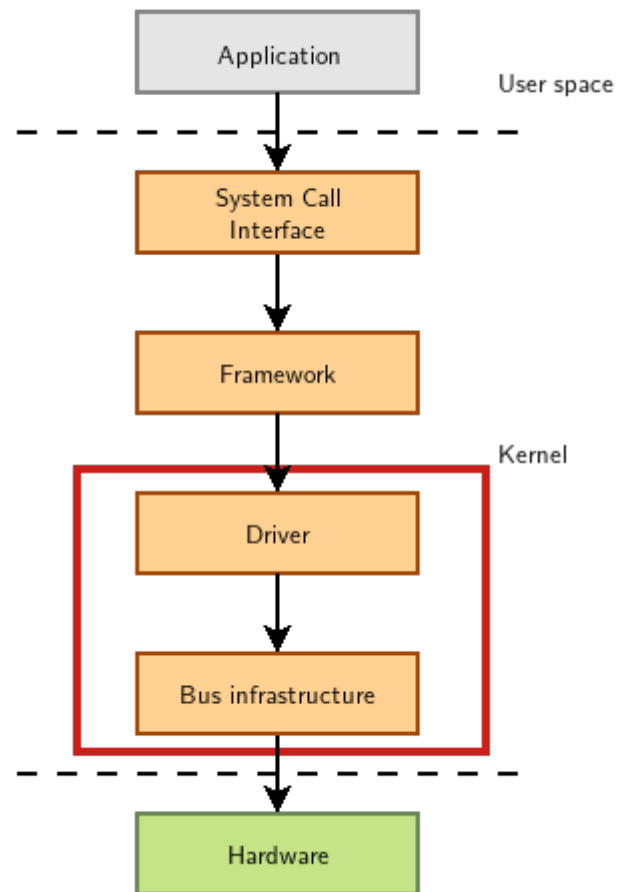 Application
User space
System Call
Interface
Framework
Kernel
Driver
Bus infrastructure
Hardware